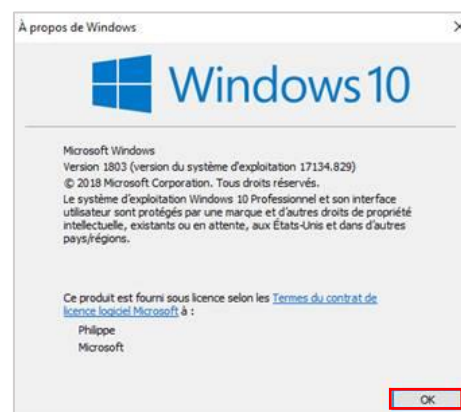 À propos de Windows
Windows 10
Microsoft Windows
Version 1803 (version du système d'exploitation 17134.829)
© 2018 Microsoft Corporation. Tous droits réservés.
Le système d'exploitation Windows 10 Professionnel et son interface
utilisateur sont protégés par une marque et d'autres droits de propriété
intellectuelle, existants ou en attente, aux États-Unis et dans d'autres
pays/régions.
Ce produit est fourni sous licence selon les Termes du contrat de
licence logiciel Microsoft à :
Philippe
Microsoft
OK